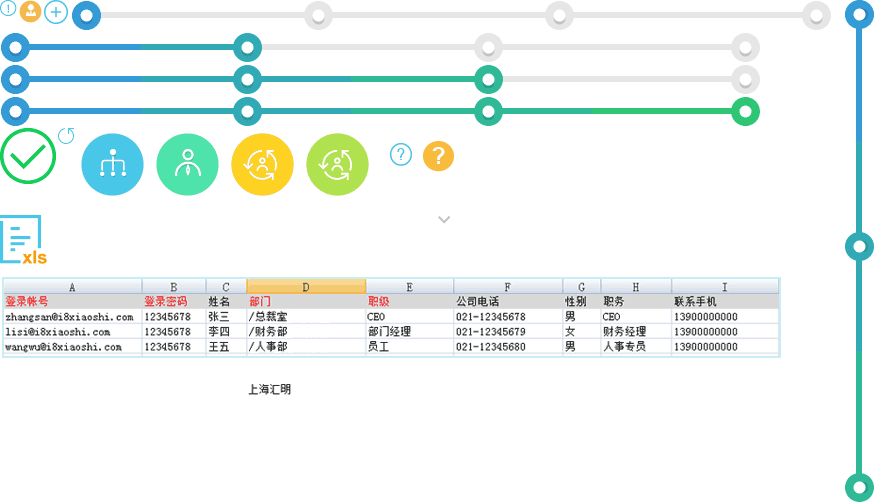 ?
?
xls
A B C D E F G H I
登录帐号 登录密码 姓名 部门 职级 公司电话 性别 职务 联系手机
zhangsan@i8xiaoshi.com 12345678 张三 /总裁室 CEO 021-12345678 男 CEO 13900000000
lisi@i8xiaoshi.com 12345678 李四 /财务部 部门经理 021-12345679 女 财务经理 13900000000
wangwu@i8xiaoshi.com 12345678 王五 /人事部 员工 021-12345680 男 人事专员 13900000000
上海汇明